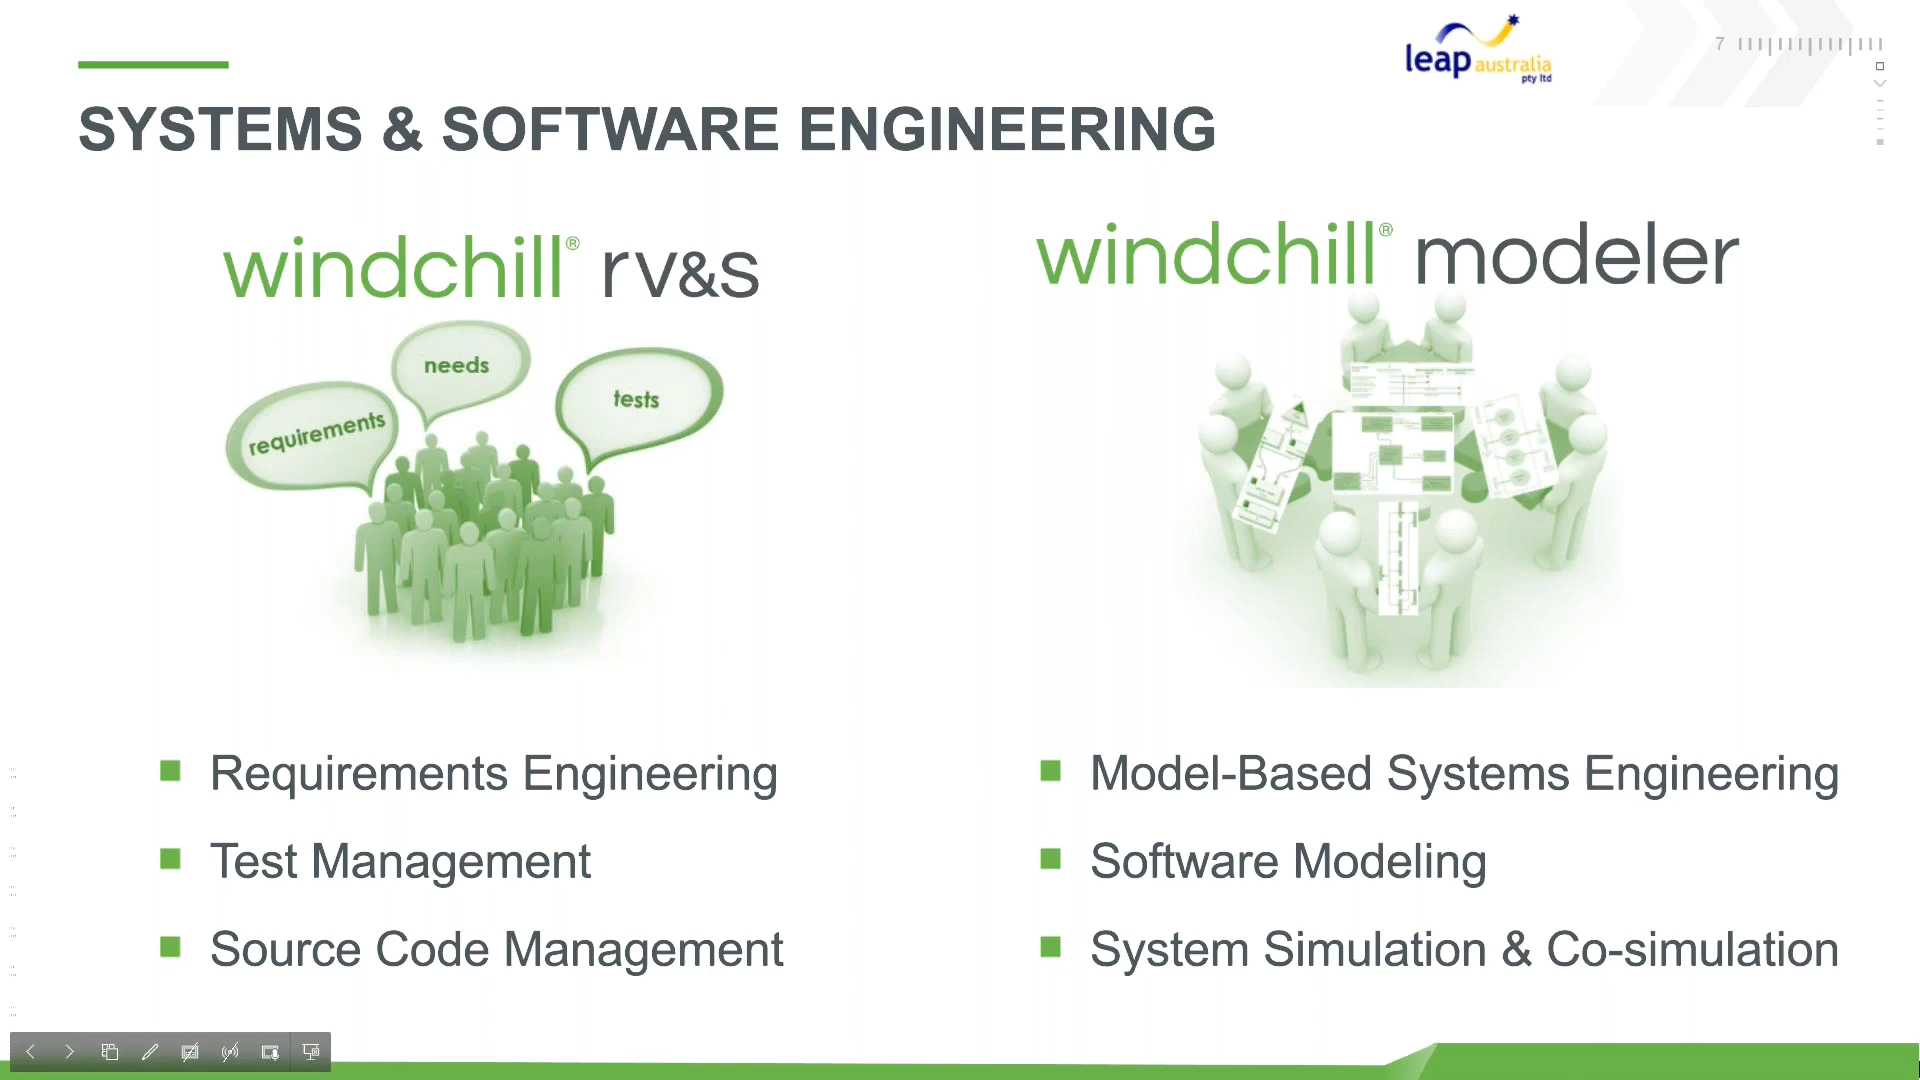 leap australia
pty ltd
7
SYSTEMS & SOFTWARE ENGINEERING
windchill® rv&s
needs
tests
requirements
Requirements Engineering
Test Management
Source Code Management
windchill® modeler
Model-Based Systems Engineering
Software Modeling
System Simulation & Co-simulation